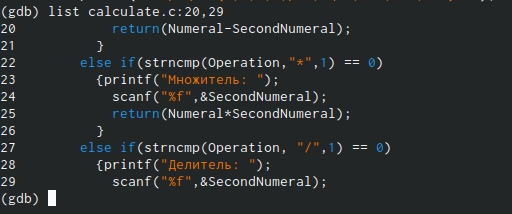 (gdb) list calculate.c:20,29
20            return(Numeral-SecondNumeral);
21          }
22        else if(strncmp(Operation,"*",1) == 0)
23          {printf("Множитель: ");
24            scanf("%f",&SecondNumeral);
25            return(Numeral*SecondNumeral);
26          }
27        else if(strncmp(Operation, "/",1) == 0)
28          {printf("Делитель: ");
29            scanf("%f",&SecondNumeral);
(gdb)